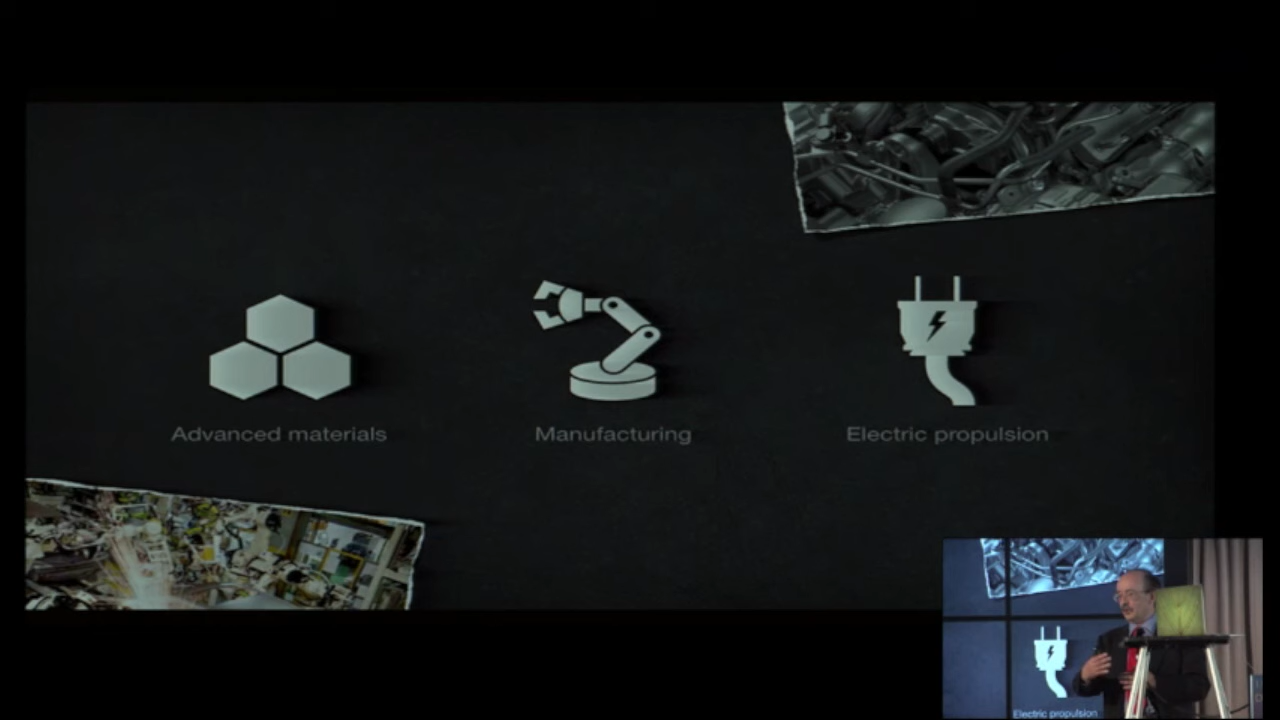 Advanced materials
Manufacturing
Electric propulsion
Electric propulsion